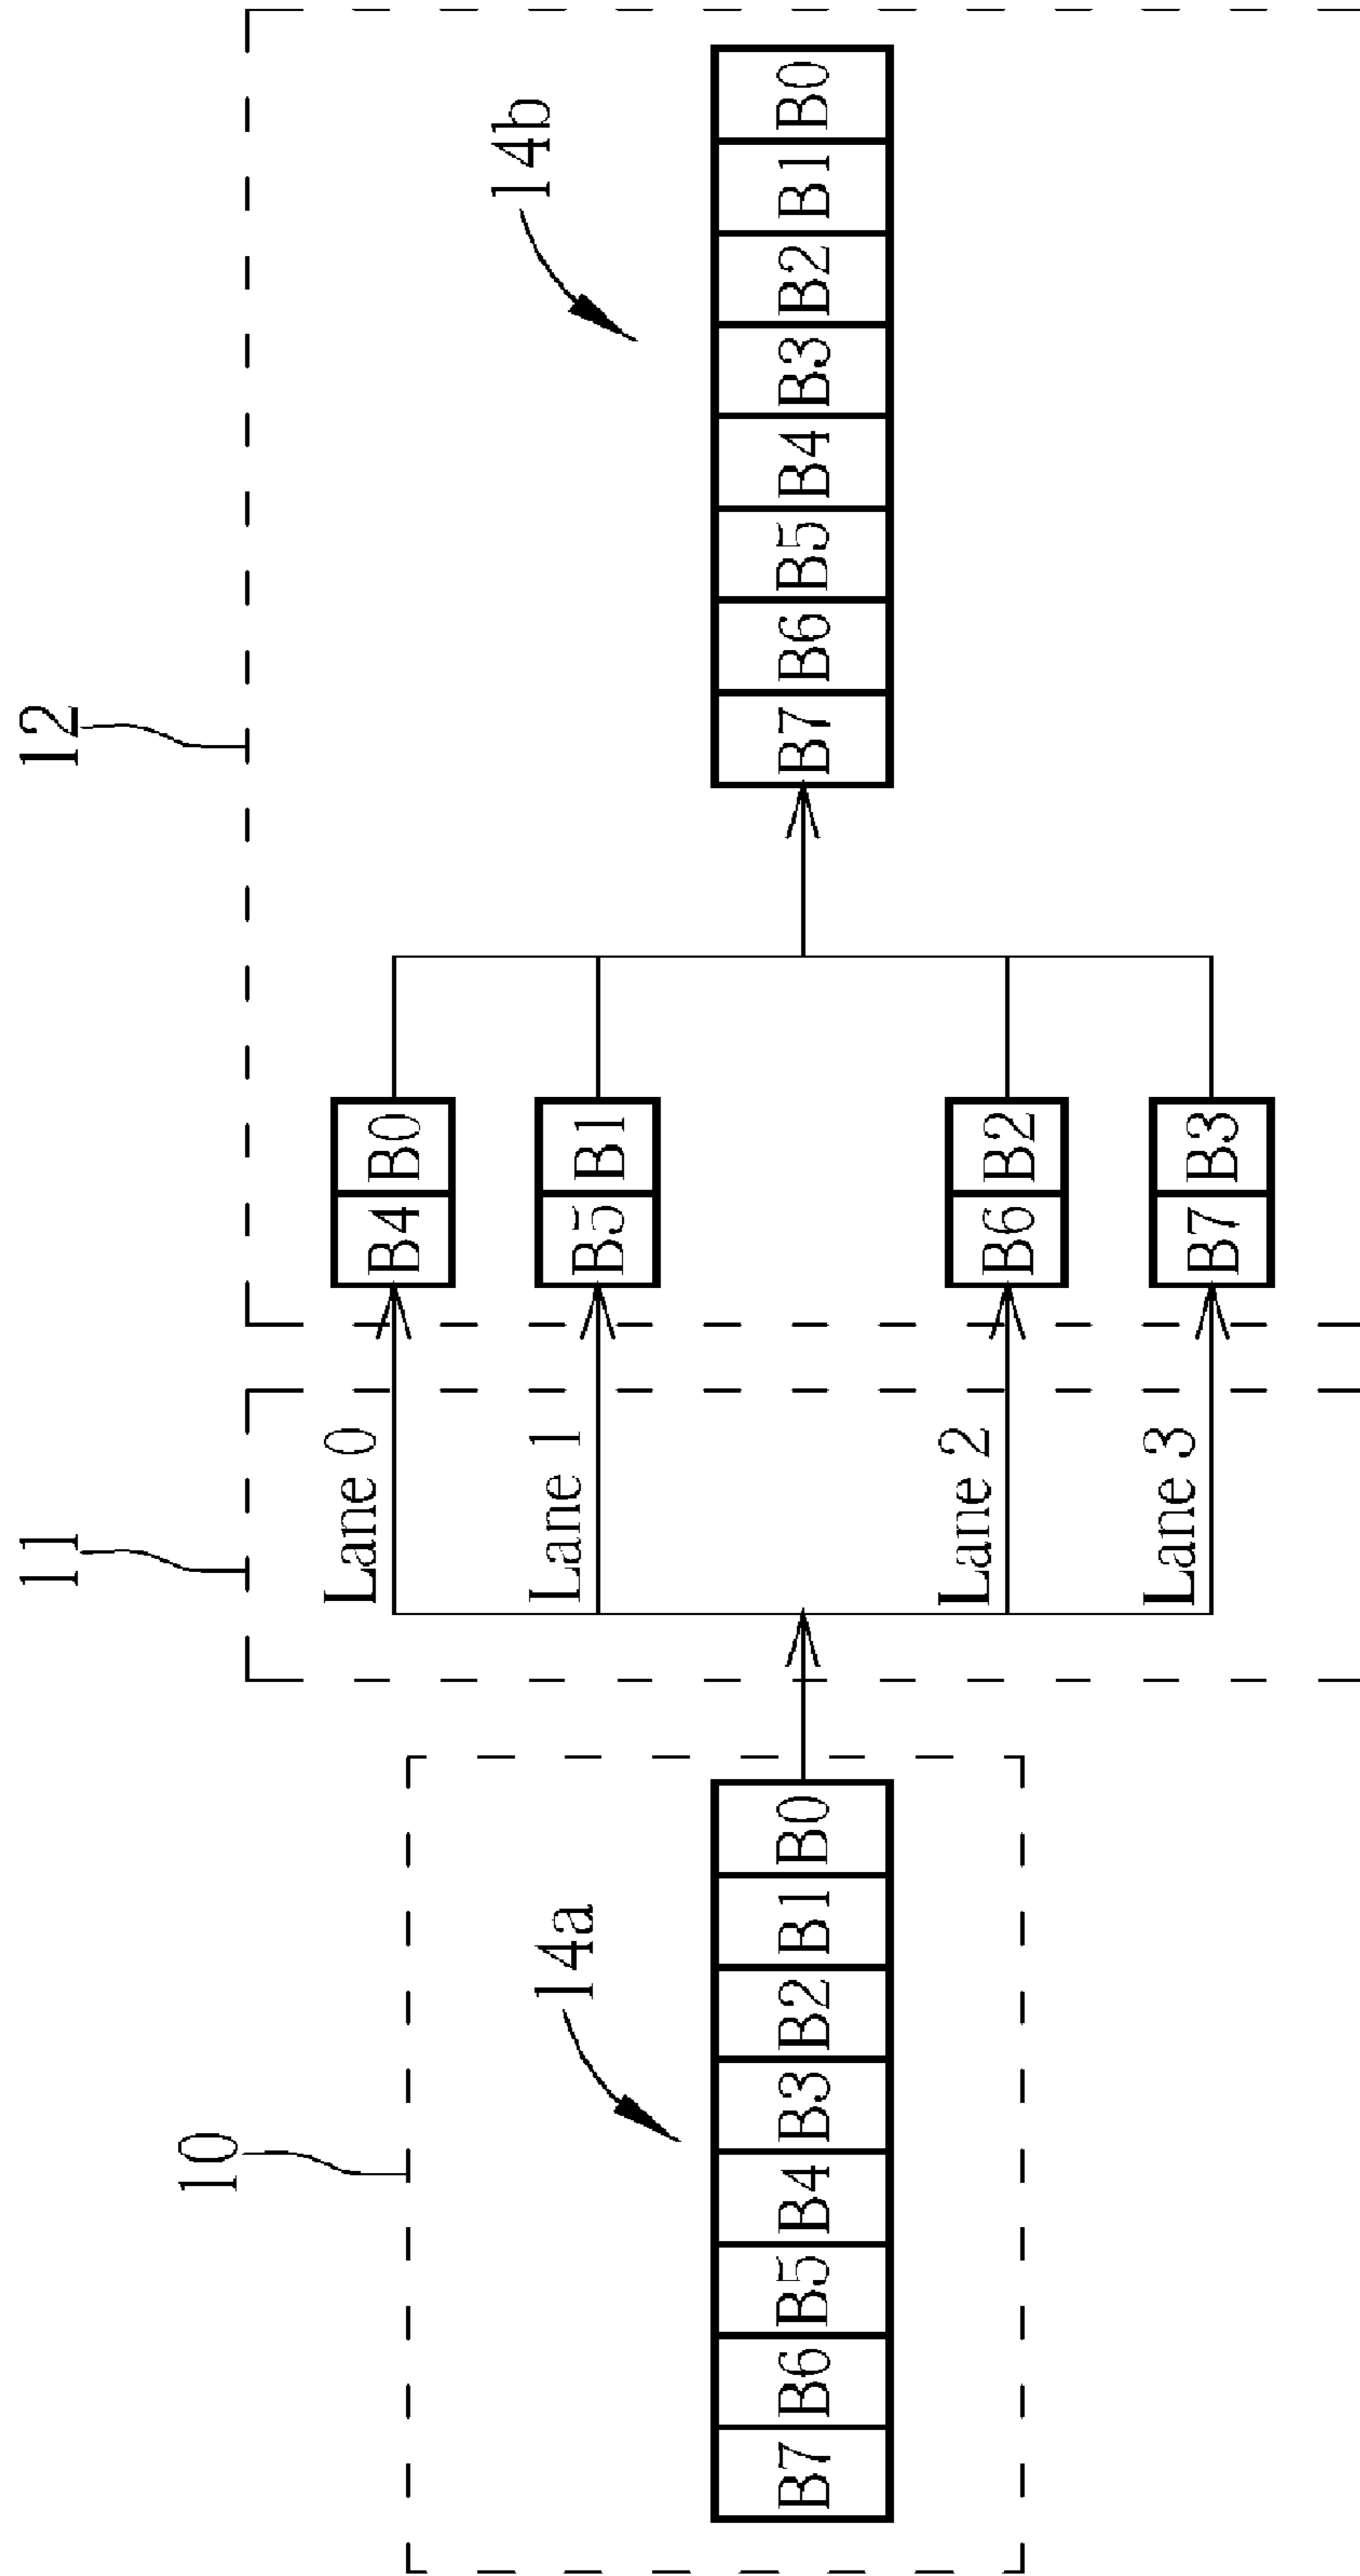 10
11
12
14a
14b
B7 B6 B5 B4 B3 B2 B1 B0
Lane 0
B4 B0
Lane 1
B5 B1
Lane 2
B6 B2
Lane 3
B7 B3
B7 B6 B5 B4 B3 B2 B1 B0